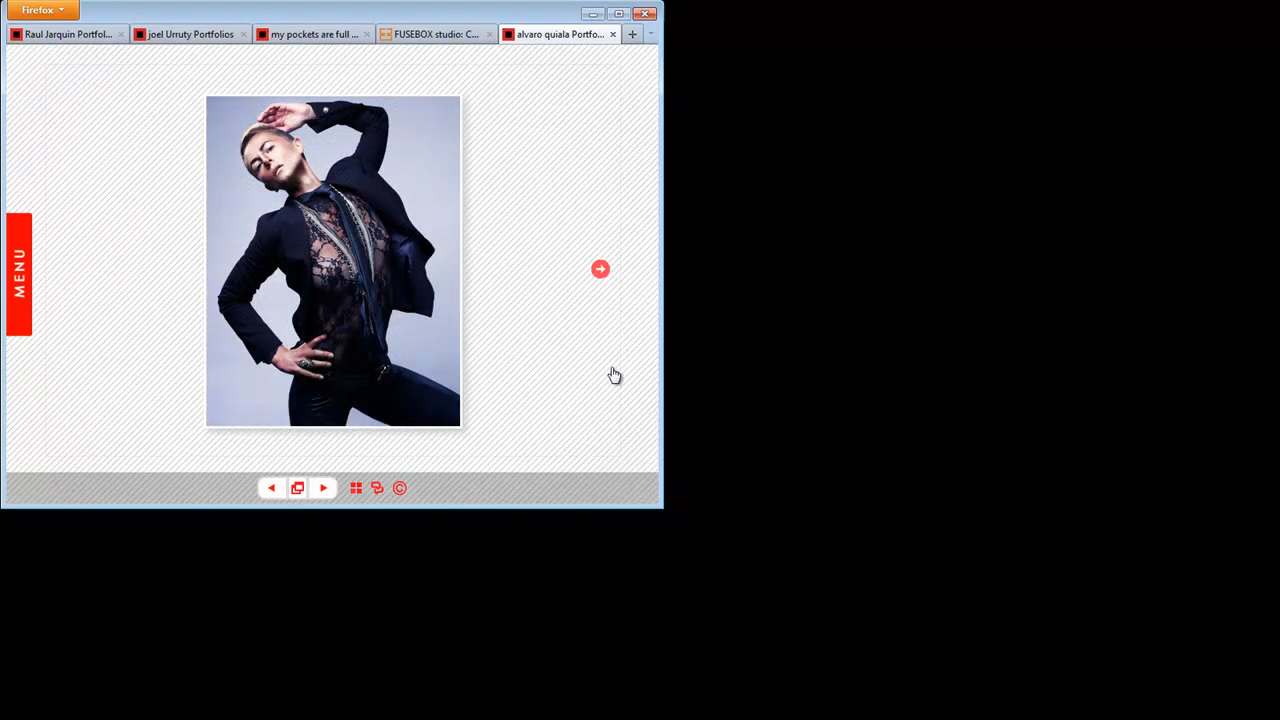 Firefox
Raul Jarquin Portfol...
joel Urruty Portfolios
my pockets are full ...
FUSEBOX studio: C...
alvaro quiala Portfo...
MENU